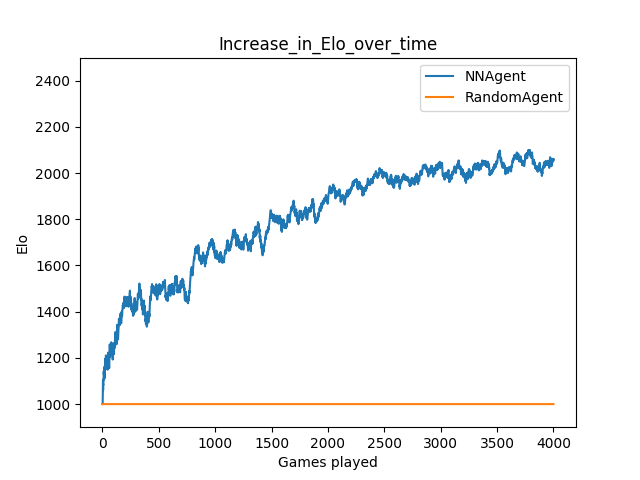 Increase_in_Elo_over_time
NNAgent
RandomAgent
2400
2200
2000
1800
1600
1400
1200
1000
Elo
0 500 1000 1500 2000 2500 3000 3500 4000
Games played